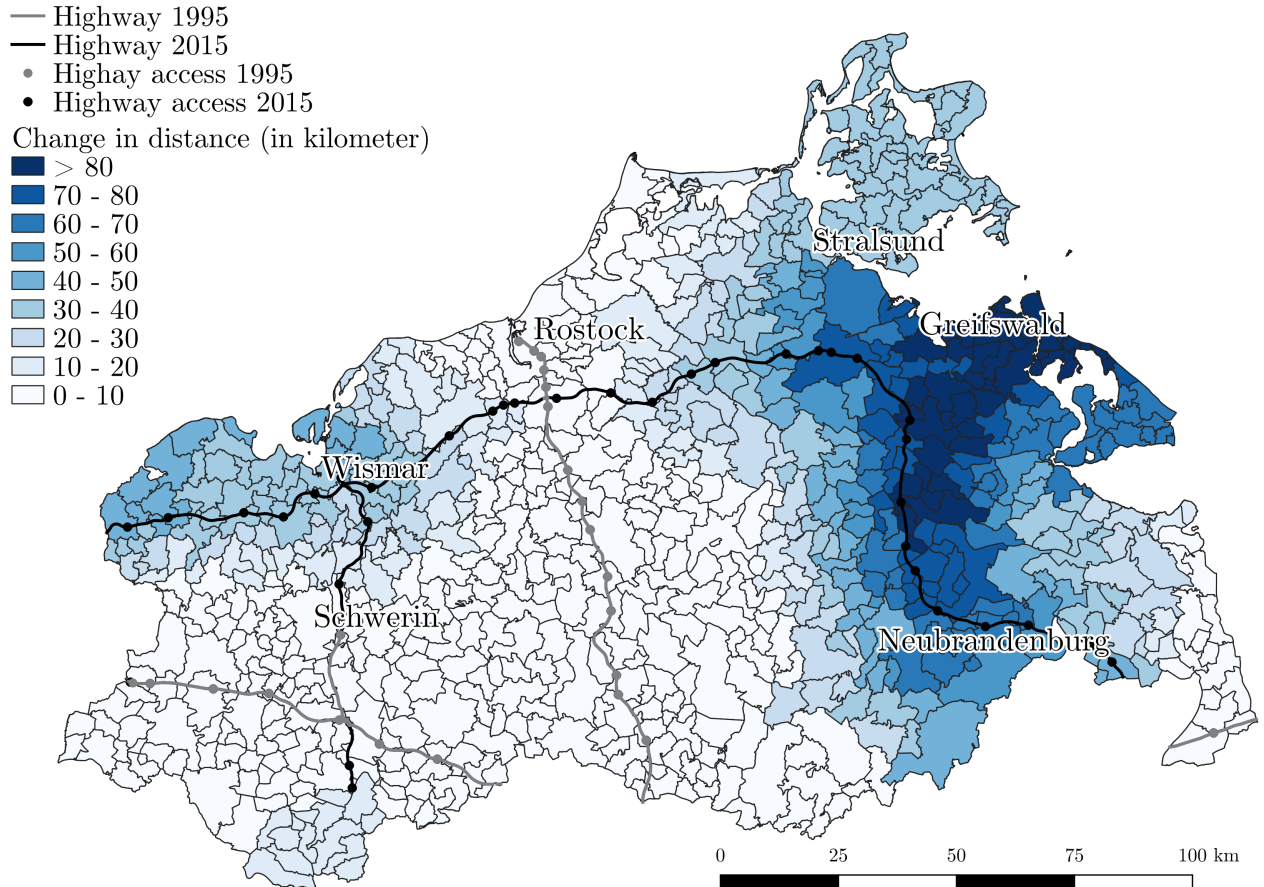 Highway 1995
Highway 2015
Highay access 1995
Highway access 2015
Change in distance (in kilometer)
> 80
70 - 80
60 - 70
50 - 60
40 - 50
30 - 40
20 - 30
10 - 20
0 - 10
Stralsund
Greifswald
Rostock
Wismar
Schwerin
Neubrandenburg
0 25 50 75 100 km